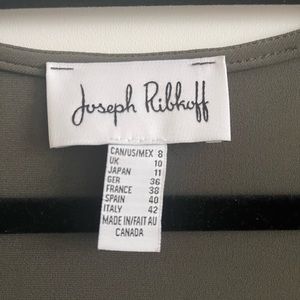 Joseph Ribkoff
CAN/US/MEX 8
UK 10
JAPAN 11
GER 36
FRANCE 38
SPAIN 40
ITALY 42
MADE IN/FAIT AU
CANADA